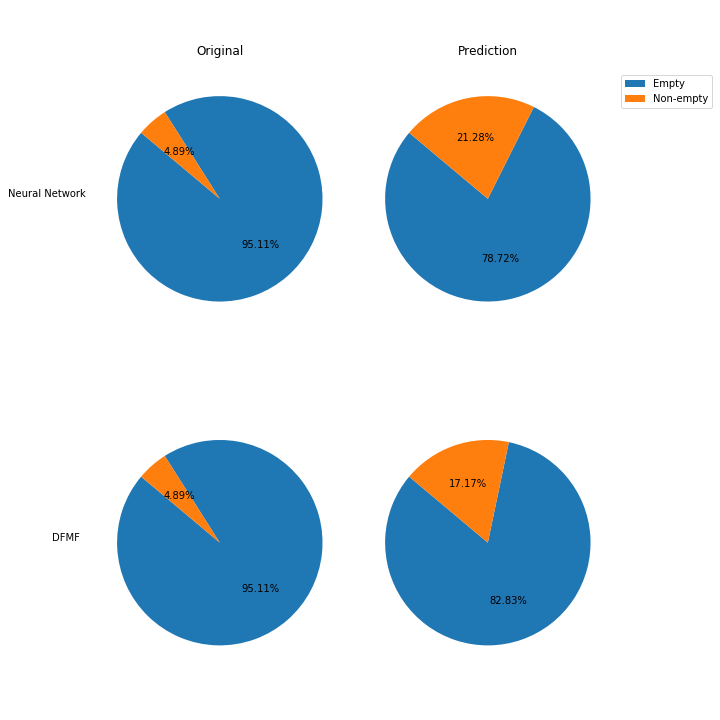 Original
Prediction
Empty
Non-empty
Neural Network
4.89%
95.11%
21.28%
78.72%
DFMF
4.89%
95.11%
17.17%
82.83%